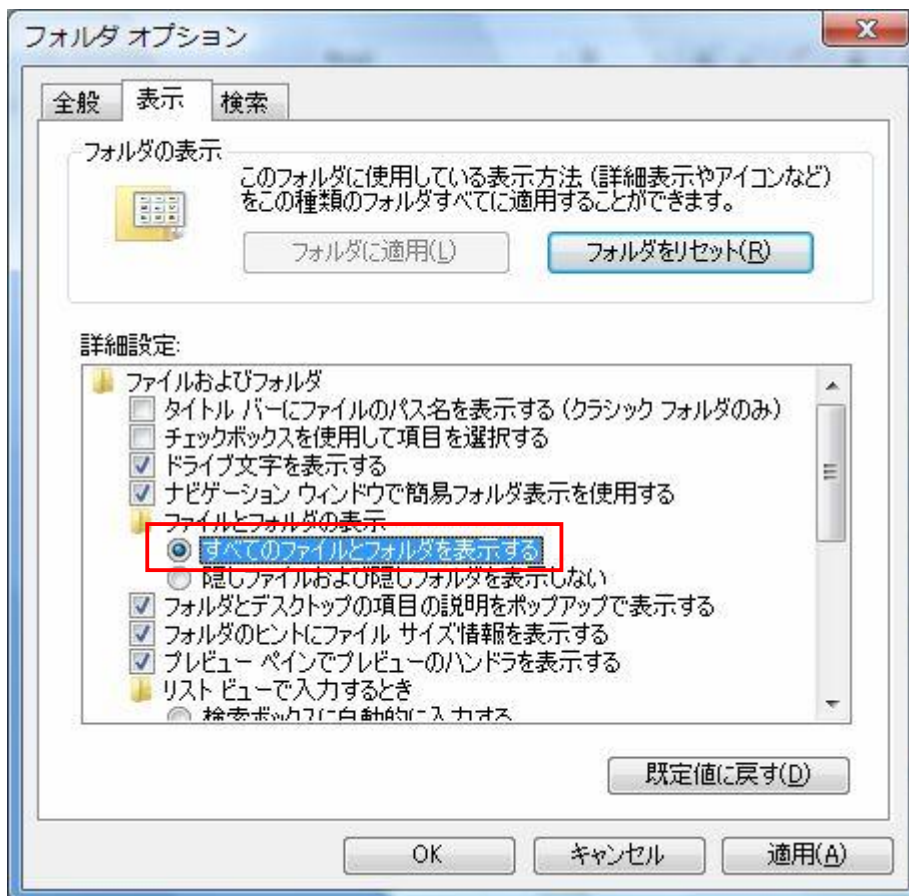 フォルダ オプション
全般
表示
検索
フォルダの表示
このフォルダに使用している表示方法 (詳細表示やアイコンなど)
をこの種類のフォルダすべてに適用することができます。
フォルダに適用(L)
フォルダをリセット(R)
詳細設定:
ファイルおよびフォルダ
タイトル バーにファイルのパス名を表示する (クラシック フォルダのみ)
チェックボックスを使用して項目を選択する
ドライブ文字を表示する
ナビゲーション ウィンドウで簡易フォルダ表示を使用する
ファイルとフォルダの表示
すべてのファイルとフォルダを表示する
隠しファイルおよび隠しフォルダを表示しない
フォルダとデスクトップの項目の説明をポップアップで表示する
フォルダのヒントにファイル サイズ情報を表示する
プレビュー ペインでプレビューのハンドラを表示する
リスト ビューで入力するとき
検索ボックスに自動的に入力する
既定値に戻す(D)
OK
キャンセル
適用(A)